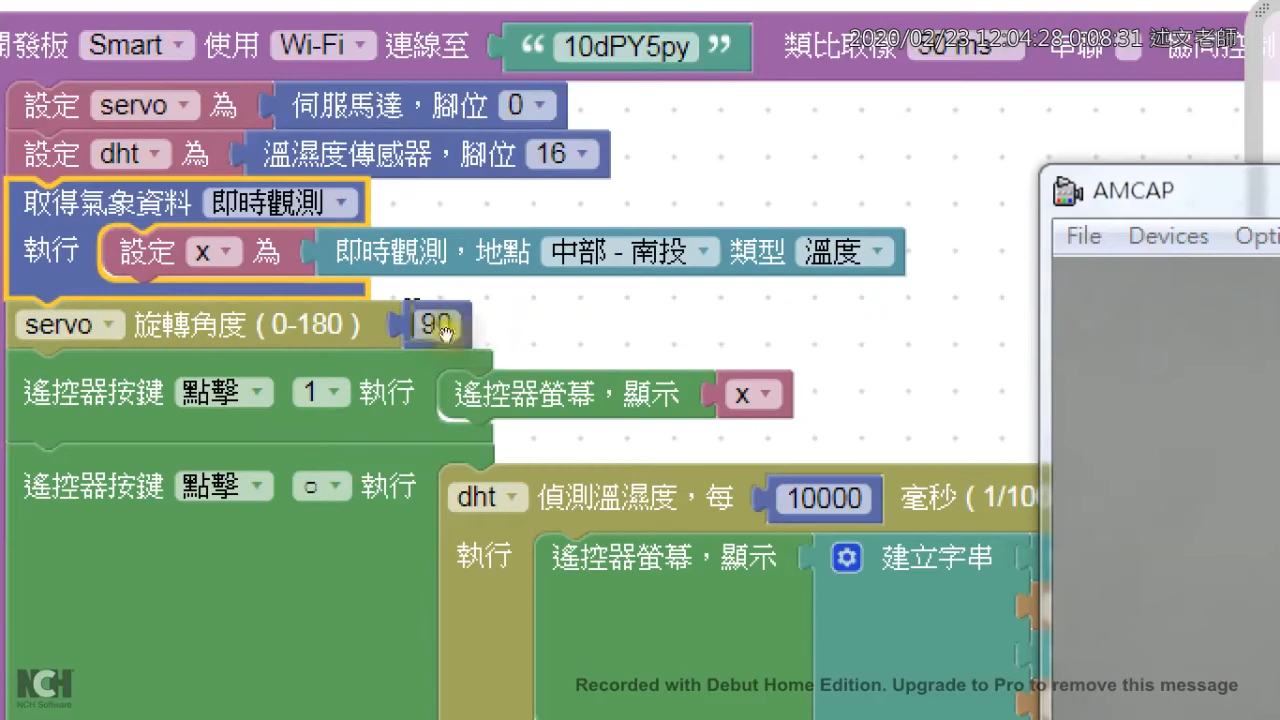 2020/02/23 12:04:28-0:08:31 述文老師
開發板 Smart 使用 Wi-Fi 連線至 “ 10dPY5py ” 類比取樣 50 ms 串聯
設定 servo 為 伺服馬達，腳位 0
設定 dht 為 溫濕度傳感器，腳位 16
取得氣象資料 即時觀測
執行 設定 x 為 即時觀測，地點 中部 - 南投 類型 溫度
servo 旋轉角度 ( 0-180 ) 90
遙控器按鍵 點擊 1 執行 遙控器螢幕，顯示 x
遙控器按鍵 點擊 ○ 執行
dht 偵測溫濕度，每 10000 毫秒 ( 1/100
執行 遙控器螢幕，顯示 建立字串
AMCAP
File Devices Opti
NCH
NCH Software
Recorded with Debut Home Edition. Upgrade to Pro to remove this message